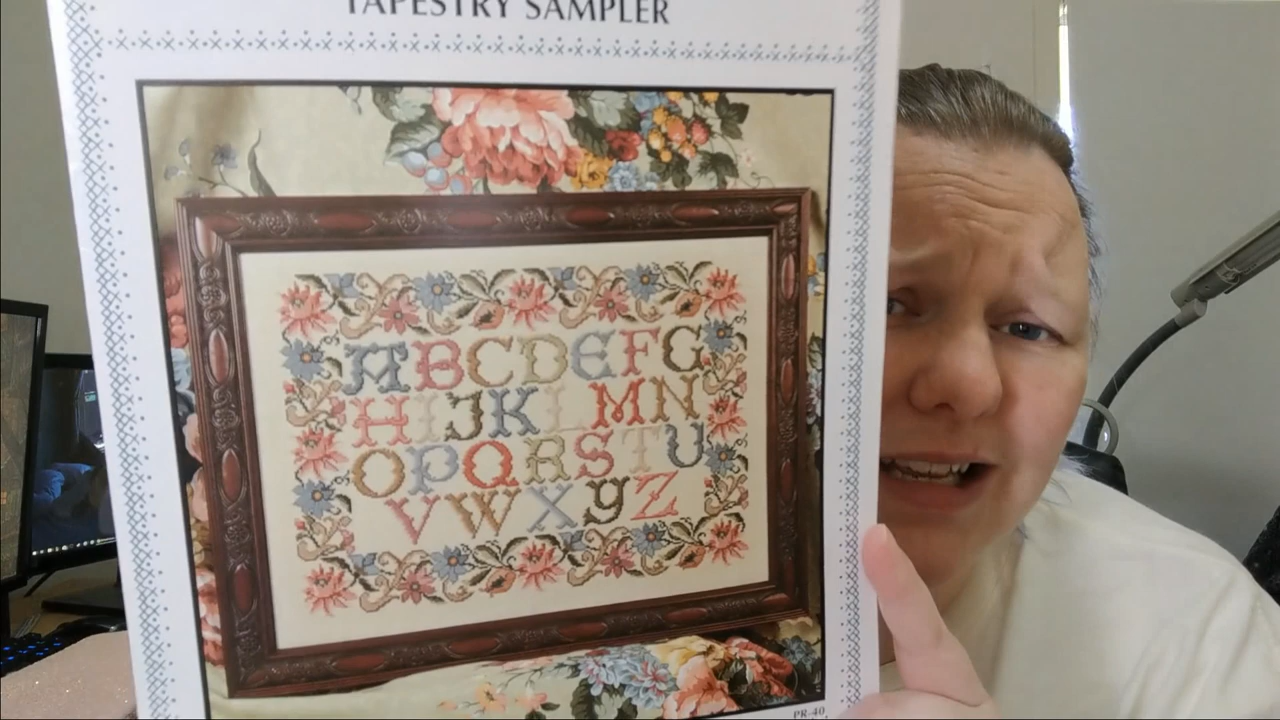 TAPESTRY SAMPLER
ABCDEFG
HIJKLMN
OPQRSTU
VWXYZ
PR-40